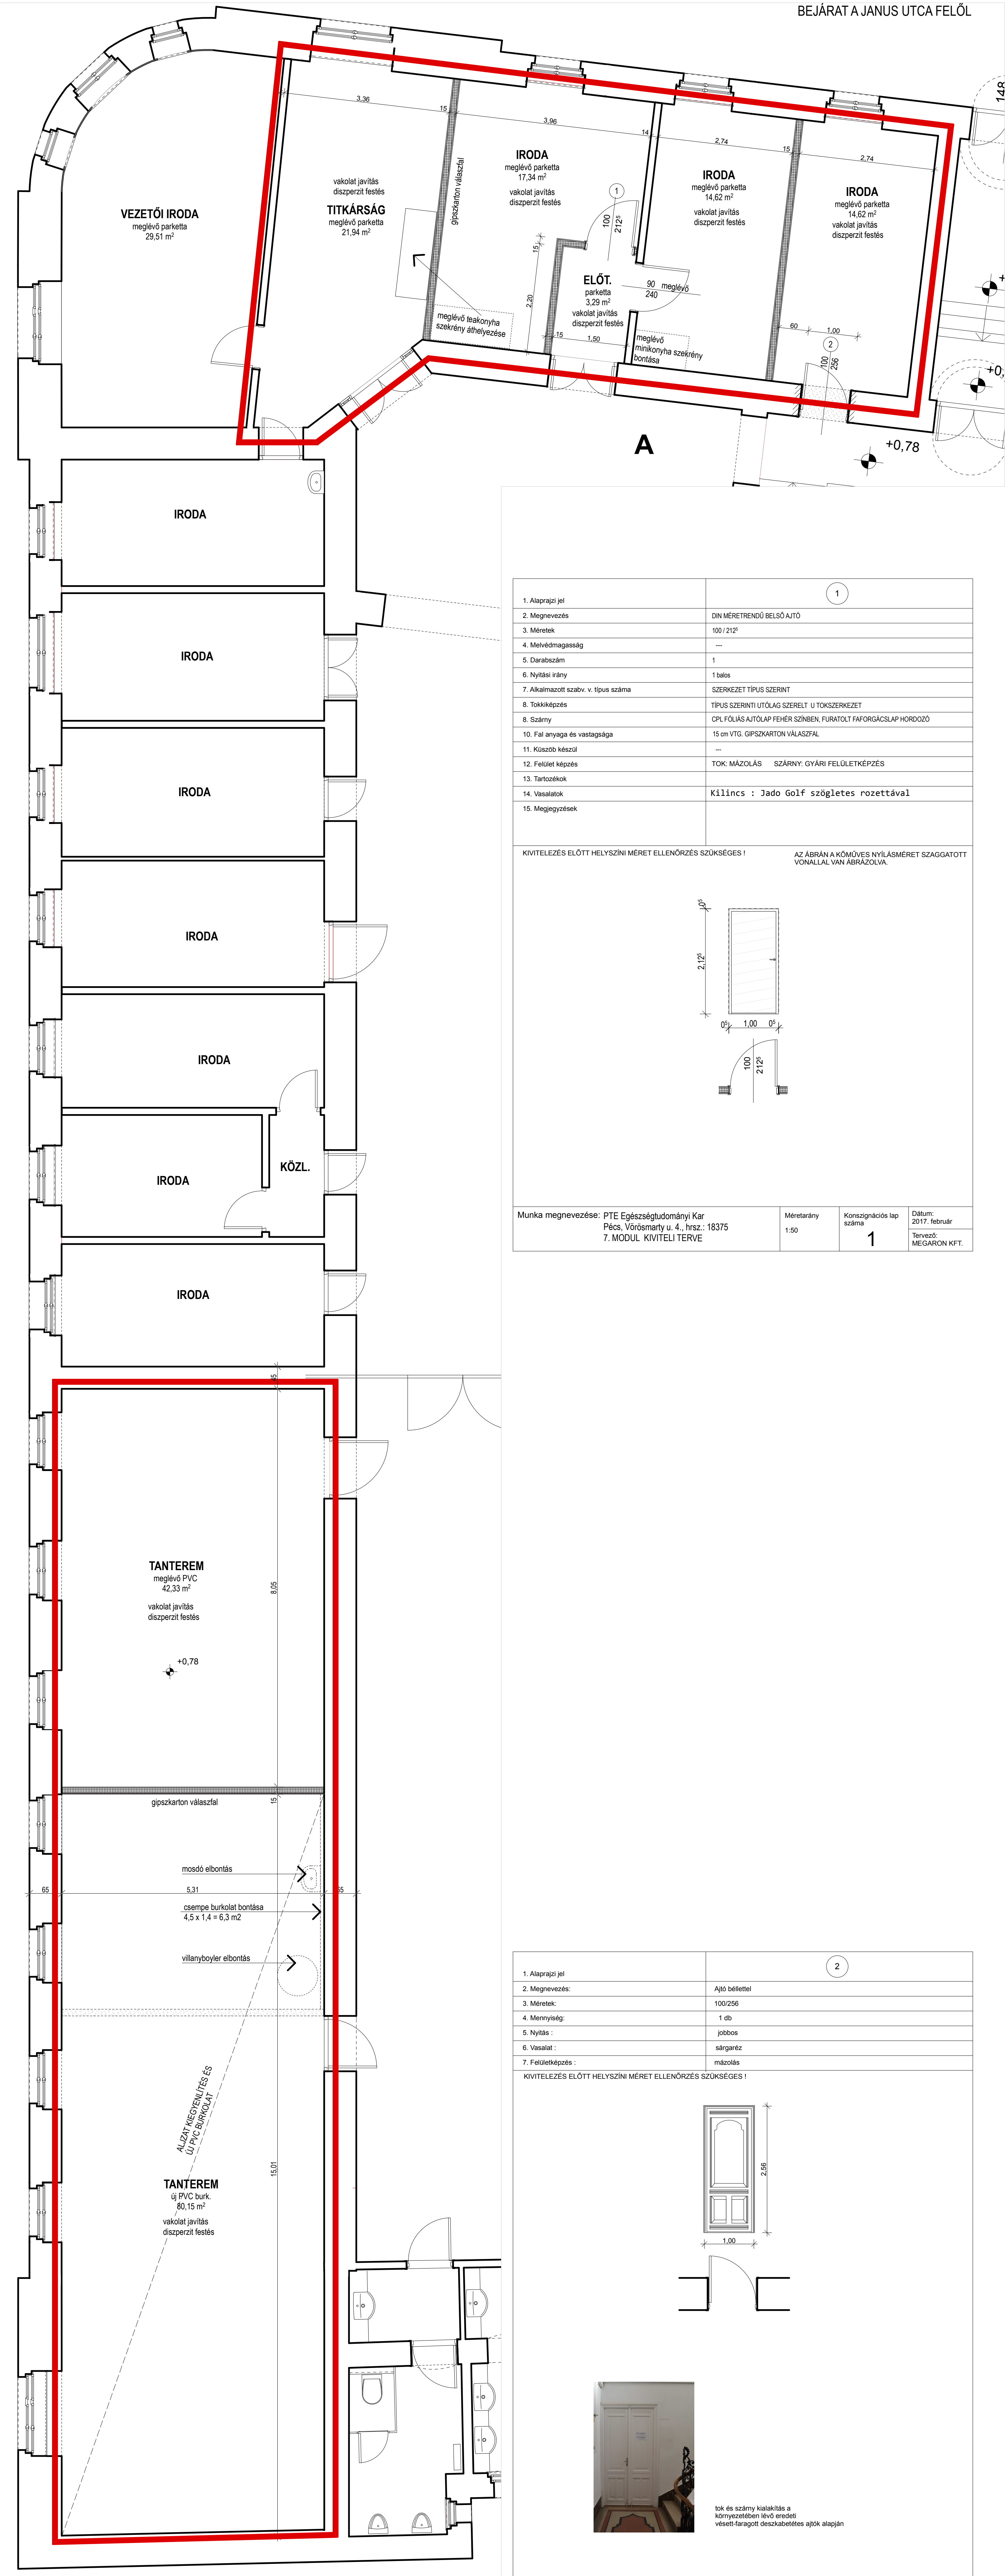 BEJÁRAT A JANUS UTCA FELŐL
148
3,36
15
3,96
14
2,74
15
2,74
VEZETŐI IRODA
meglévő parketta
29,51 m²
vakolat javítás
diszperzit festés
TITKÁRSÁG
meglévő parketta
21,94 m²
gipszkarton válaszfal
IRODA
meglévő parketta
17,34 m²
vakolat javítás
diszperzit festés
1
100
212⁵
IRODA
meglévő parketta
14,62 m²
vakolat javítás
diszperzit festés
IRODA
meglévő parketta
14,62 m²
vakolat javítás
diszperzit festés
15
2,20
ELŐT.
parketta
3,29 m²
vakolat javítás
diszperzit festés
90 meglévő
240
meglévő teakonyha
szekrény áthelyezése
15
1,50
meglévő
minikonyha szekrény
bontása
60
1,00
2
100
256
+0,
A
+0,78
IRODA
IRODA
IRODA
IRODA
IRODA
IRODA
KÖZL.
IRODA
45
TANTEREM
meglévő PVC
42,33 m²
vakolat javítás
diszperzit festés
8,05
+0,78
gipszkarton válaszfal
15
mosdó elbontás
65
5,31
65
csempe burkolat bontása
4,5 x 1,4 = 6,3 m2
villanyboyler elbontás
ALJZAT KIEGYENLÍTÉS ÉS
ÚJ PVC BURKOLAT
15,01
TANTEREM
új PVC burk.
80,15 m²
vakolat javítás
diszperzit festés
1. Alaprajzi jel 1
2. Megnevezés DIN MÉRETRENDŰ BELSŐ AJTÓ
3. Méretek 100 / 212⁵
4. Melvédmagasság ---
5. Darabszám 1
6. Nyitási irány 1 balos
7. Alkalmazott szabv. v. típus száma SZERKEZET TÍPUS SZERINT
8. Tokkiképzés TÍPUS SZERINTI UTÓLAG SZERELT U TOKSZERKEZET
8. Szárny CPL FÓLIÁS AJTÓLAP FEHÉR SZÍNBEN, FURATOLT FAFORGÁCSLAP HORDOZÓ
10. Fal anyaga és vastagsága 15 cm VTG. GIPSZKARTON VÁLASZFAL
11. Küszöb készül ---
12. Felület képzés TOK: MÁZOLÁS SZÁRNY: GYÁRI FELÜLETKÉPZÉS
13. Tartozékok
14. Vasalatok Kilincs : Jado Golf szögletes rozettával
15. Megjegyzések
KIVITELEZÉS ELŐTT HELYSZÍNI MÉRET ELLENŐRZÉS SZÜKSÉGES !
AZ ÁBRÁN A KŐMŰVES NYÍLÁSMÉRET SZAGGATOTT
VONALLAL VAN ÁBRÁZOLVA.
0⁵
2,12⁵
0⁵ 1,00 0⁵
100
212⁵
Munka megnevezése: PTE Egészségtudományi Kar
Pécs, Vörösmarty u. 4., hrsz.: 18375
7. MODUL KIVITELI TERVE
Méretarány
1:50
Konszignációs lap
száma
1
Dátum:
2017. február
Tervező:
MEGARON KFT.
1. Alaprajzi jel 2
2. Megnevezés: Ajtó béllettel
3. Méretek: 100/256
4. Mennyiség: 1 db
5. Nyitás : jobbos
6. Vasalat : sárgaréz
7. Felületképzés : mázolás
KIVITELEZÉS ELŐTT HELYSZÍNI MÉRET ELLENŐRZÉS SZÜKSÉGES !
2,56
1,00
tok és szárny kialakítás a
környezetében lévő eredeti
vésett-faragott deszkabetétes ajtók alapján